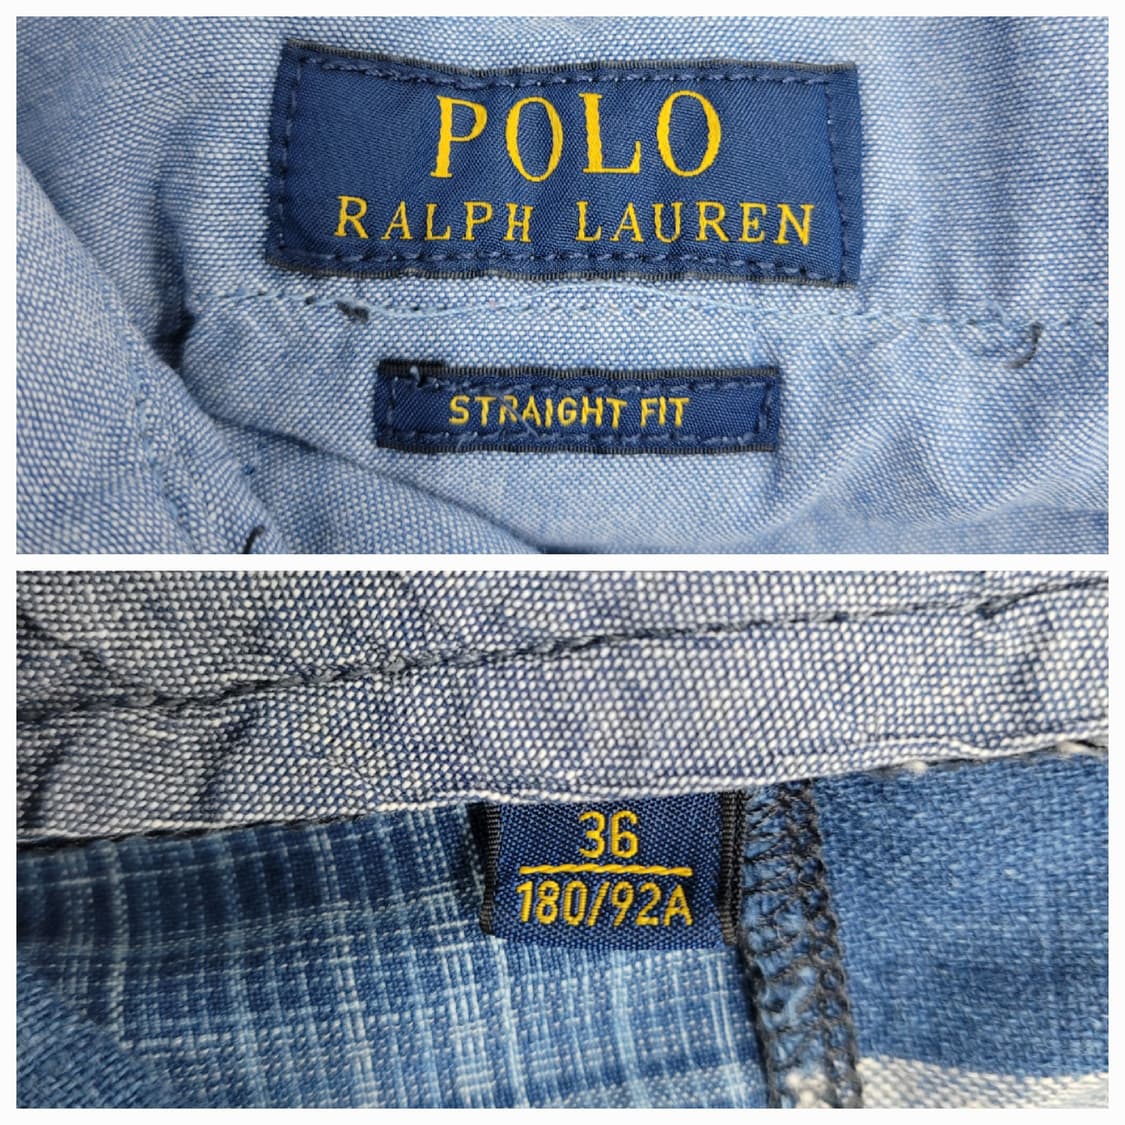 POLO
RALPH LAUREN
STRAIGHT FIT
36
180/92A